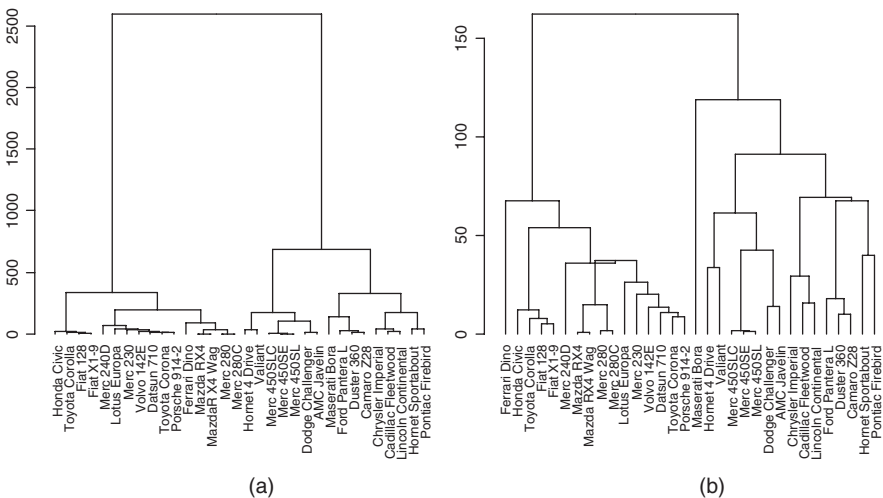 2500
2000
1500
1000
500
0
Honda Civic
Toyota Corolla
Fiat 128
Fiat X1-9
Merc 240D
Lotus Europa
Merc 230
Volvo 142E
Datsun 710
Toyota Corona
Porsche 914-2
Ferrari Dino
Mazda RX4
MazdaR X4 Wag
Merc 280
Merc 280C
Hornet 4 Drive
Valiant
Merc 450SLC
Merc 450SE
Merc 450SL
Dodge Challenger
AMC Javelin
Maserati Bora
Ford Pantera L
Duster 360
Camaro Z28
Chrysler Imperial
Cadillac Fleetwood
Lincoln Continental
Hornet Sportabout
Pontiac Firebird
(a)
150
100
50
0
Ferrari Dino
Honda Civic
Toyota Corolla
Fiat 128
Fiat X1-9
Merc 240D
Mazda RX4
Mazda RX4 Wag
Merc 280
Merc 280C
Lotus Europa
Merc 230
Volvo 142E
Datsun 710
Toyota Corona
Porsche 914-2
Maserati Bora
Hornet 4 Drive
Valiant
Merc 450SLC
Merc 450SE
Merc 450SL
Dodge Challenger
AMC Javelin
Chrysler Imperial
Cadillac Fleetwood
Lincoln Continental
Ford Pantera L
Duster 360
Camaro Z28
Hornet Sportabout
Pontiac Firebird
(b)